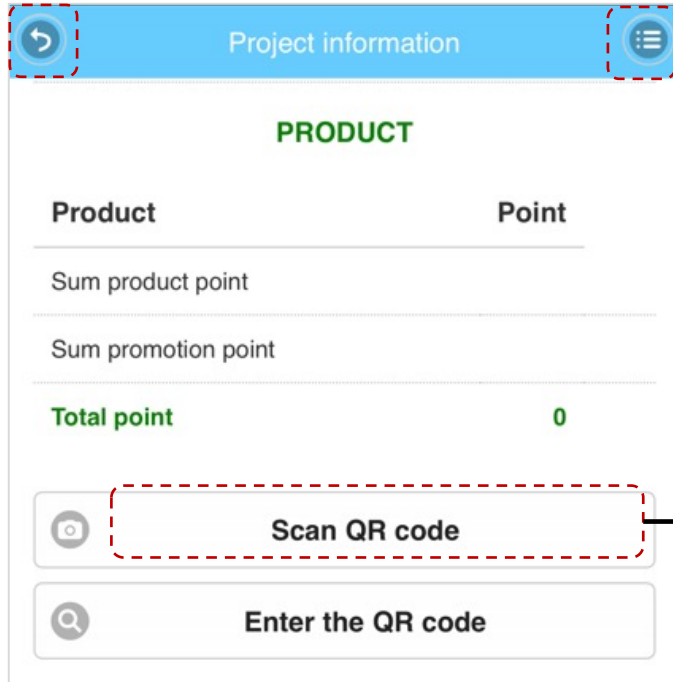 Project information
PRODUCT
Product Point
Sum product point
Sum promotion point
Total point 0
Scan QR code
Enter the QR code